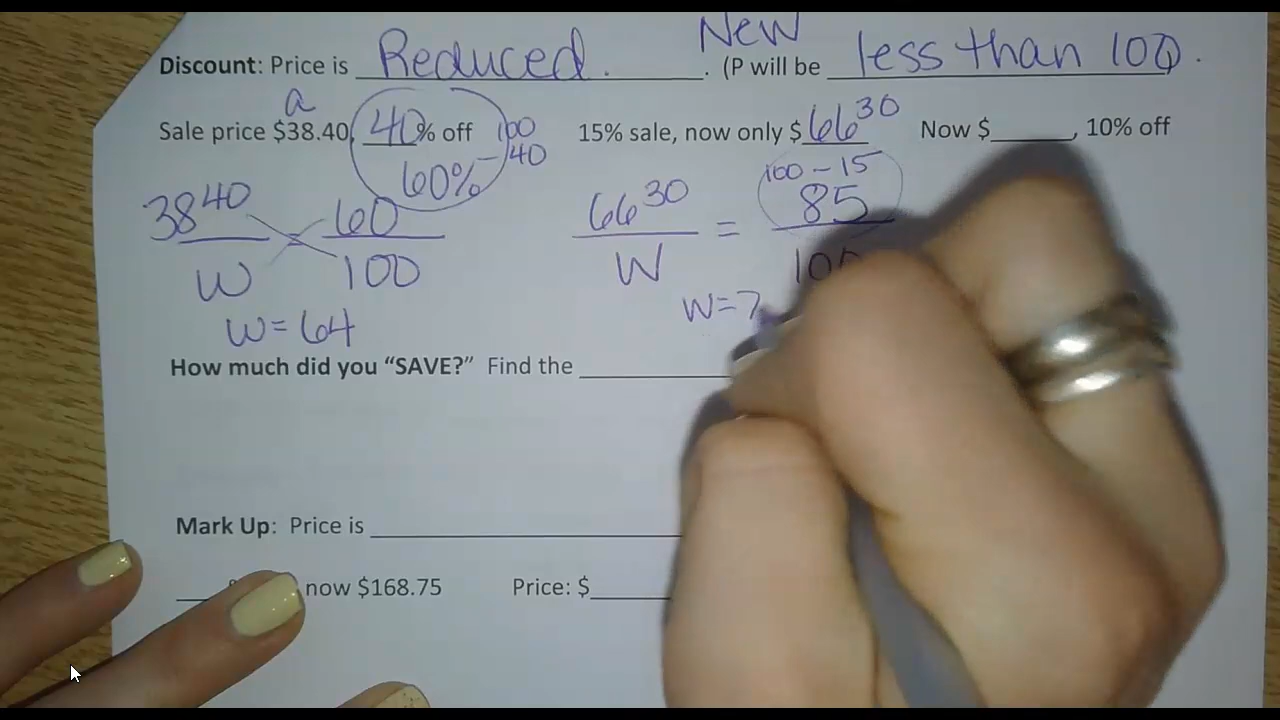 New
Discount: Price is Reduced. . (P will be less than 100.
a
Sale price $38.40, 40% off 100 15% sale, now only $66 30 Now $______, 10% off
60% - 40 100 - 15
38 40 60 66 30 = 85
W 100 W 100
W = 64 W = 7
How much did you “SAVE?” Find the
Mark Up: Price is
now $168.75 Price: $